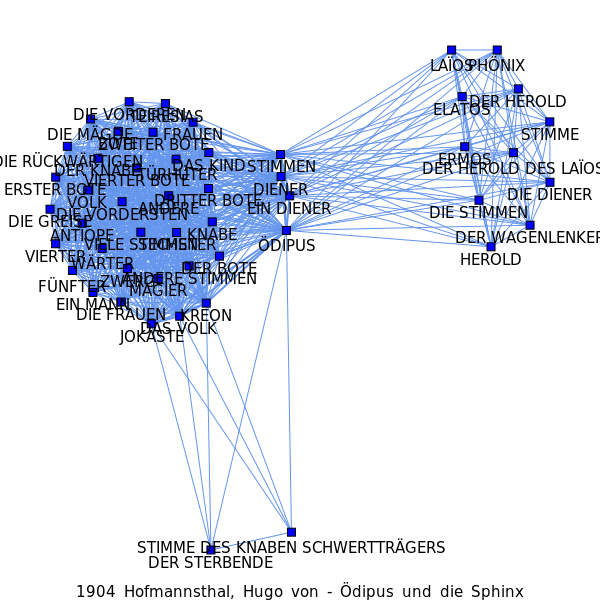 LAÏOS
PHÖNIX
DER HEROLD
ELATOS
STIMME
ERMOS
DER HEROLD DES LAÏOS
DIE DIENER
DIE STIMMEN
DER WAGENLENKER
HEROLD
STIMMEN
DIENER
EIN DIENER
ÖDIPUS
DIE VORDEREN
TEIRESIAS
DIE MÄGDE
FRAUEN
ZWEITER BOTE
DIE RÜCKWÄRTIGEN
DAS KIND
DER KNABE
TÜRHÜTER
VIERTER BOTE
ERSTER BOTE
VOLK
DRITTER BOTE
ANDRE
DIE VORDERSTEN
DIE GREISE
ANTIOPE
VIELE STIMMEN
KNABE
VIERTER
WÄRTER
DER BOTE
ANDERE STIMMEN
FÜNFTER
MAGIER
EIN MANN
DIE FRAUEN
KREON
DAS VOLK
JOKASTE
STIMME DES KNABEN SCHWERTTRÄGERS
DER STERBENDE
1904 Hofmannsthal, Hugo von - Ödipus und die Sphinx